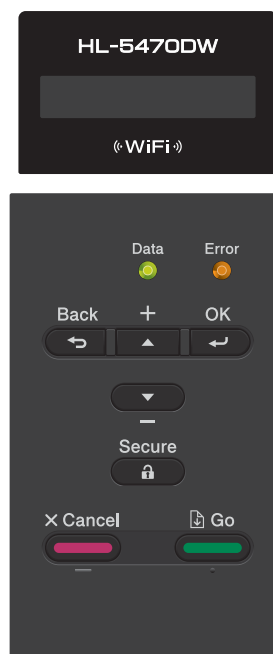 HL-5470DW
WiFi
Data Error
Back + OK
−
Secure
× Cancel Go